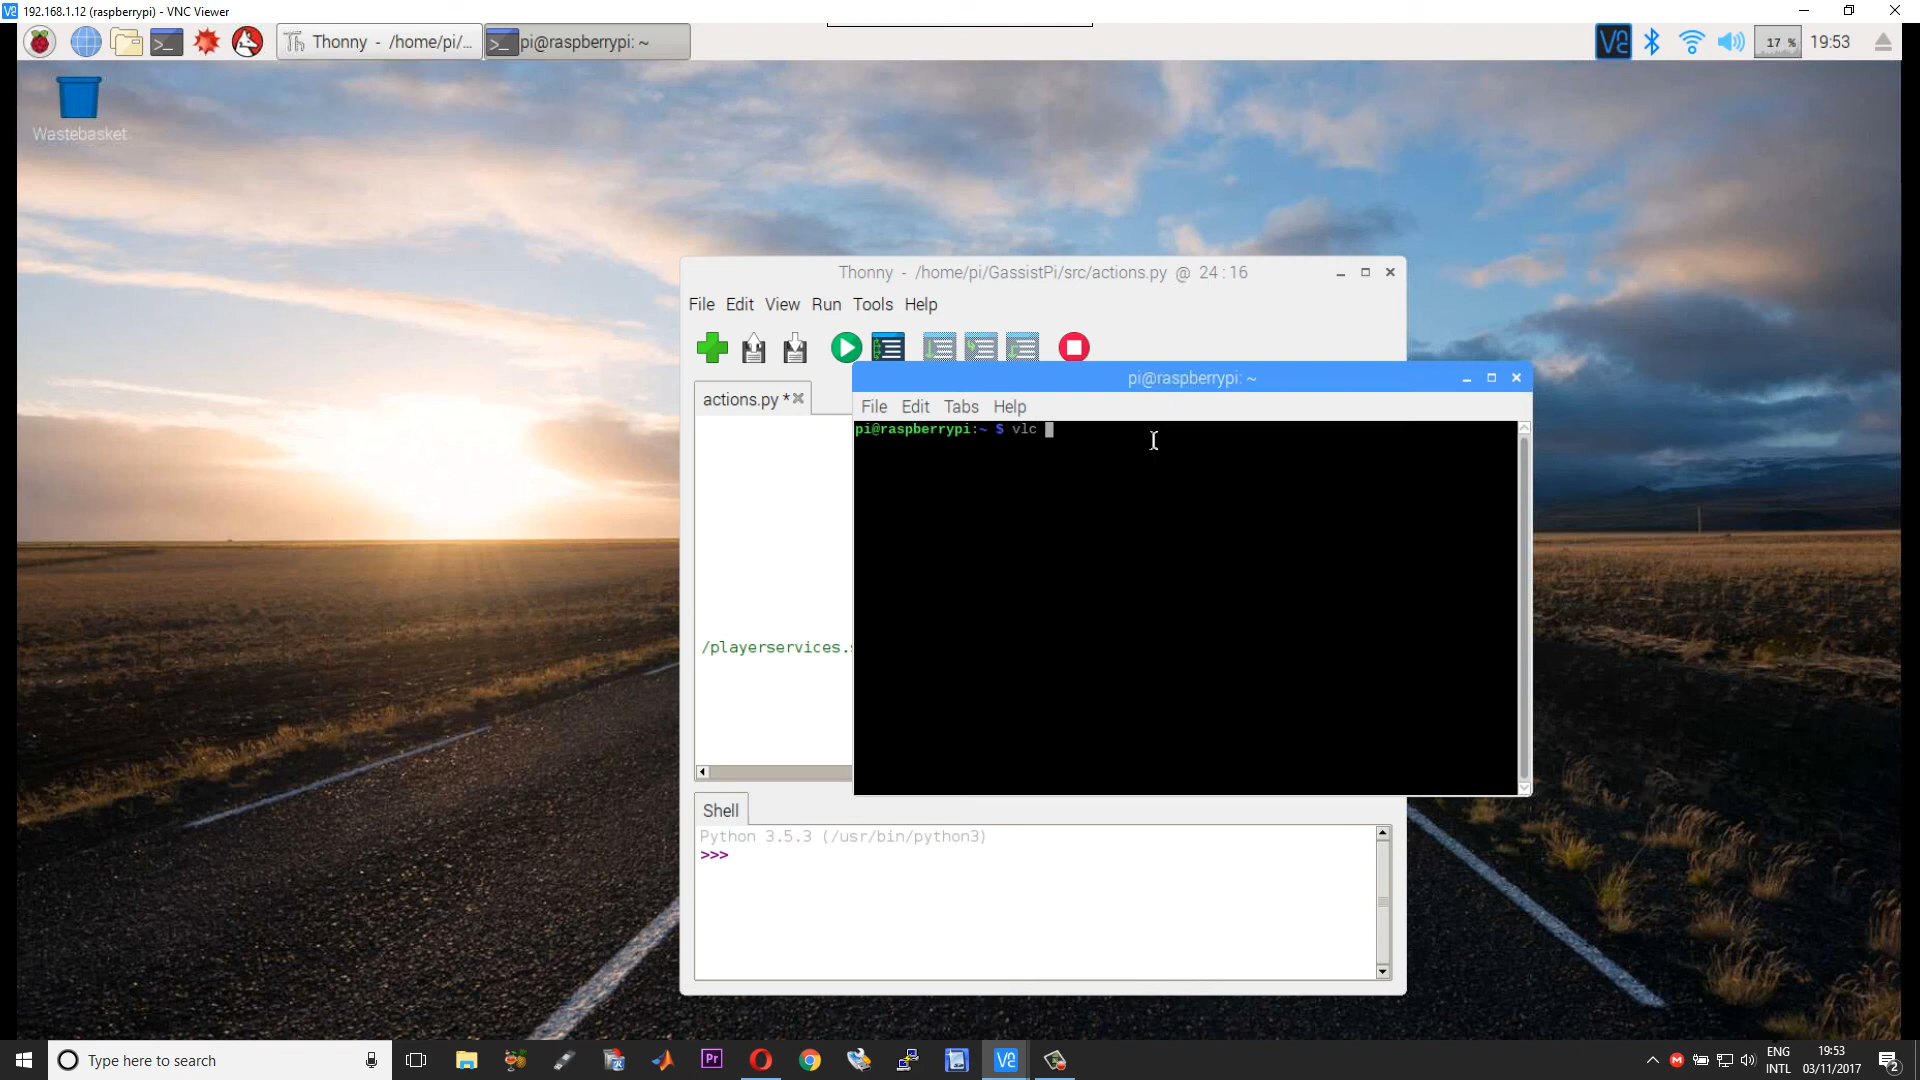 192.168.1.12 (raspberrypi) - VNC Viewer
Thonny - /home/pi/...
pi@raspberrypi: ~
17 %
19:53
Wastebasket
Thonny - /home/pi/GassistPi/src/actions.py @ 24:16
File Edit View Run Tools Help
actions.py *
pi@raspberrypi: ~
File Edit Tabs Help
pi@raspberrypi:~ $ vlc
/playerservices.s
Shell
Python 3.5.3 (/usr/bin/python3)
>>>
Type here to search
Pr
ENG
INTL
19:53
03/11/2017
2